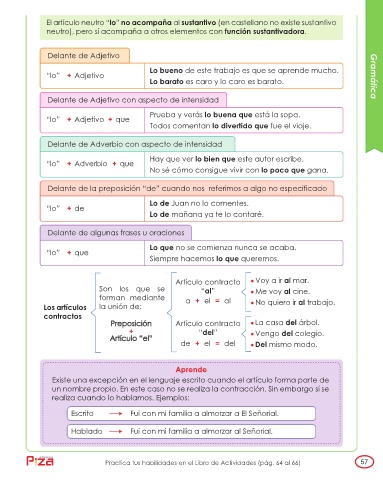 El artículo neutro "lo" no acompaña al sustantivo (en castellano no existe sustantivo
neutro), pero sí acompaña a otros elementos con función sustantivadora.
Gramática
Delante de Adjetivo
"lo" + Adjetivo
Lo bueno de este trabajo es que se aprende mucho.
Lo barato es caro y lo caro es barato.
Delante de Adjetivo con aspecto de intensidad
"lo" + Adjetivo + que
Prueba y verás lo buena que está la sopa.
Todos comentan lo divertido que fue el viaje.
Delante de Adverbio con aspecto de intensidad
"lo" + Adverbio + que
Hay que ver lo bien que este autor escribe.
No sé cómo consigue vivir con lo poco que gana.
Delante de la preposición "de" cuando nos referimos a algo no especificado
"lo" + de
Lo de Juan no lo comentes.
Lo de mañana ya te lo contaré.
Delante de algunas frases u oraciones
"lo" + que
Lo que no se comienza nunca se acaba.
Siempre hacemos lo que queremos.
Los artículos
contractos
Son los que se
forman mediante
la unión de:
Preposición
+
Artículo "el"
Artículo contracto
"al"
a + el = al
• Voy a ir al mar.
• Me voy al cine.
• No quiero ir al trabajo.
Artículo contracto
"del"
de + el = del
• La casa del árbol.
• Vengo del colegio.
• Del mismo modo.
Aprende
Existe una excepción en el lenguaje escrito cuando el artículo forma parte de
un nombre propio. En este caso no se realiza la contracción. Sin embargo sí se
realiza cuando lo hablamos. Ejemplos:
Escrito → Fui con mi familia a almorzar a El Señorial.
Hablado → Fui con mi familia a almorzar al Señorial.
Practica tus habilidades en el Libro de Actividades (pág. 64 al 66)
57